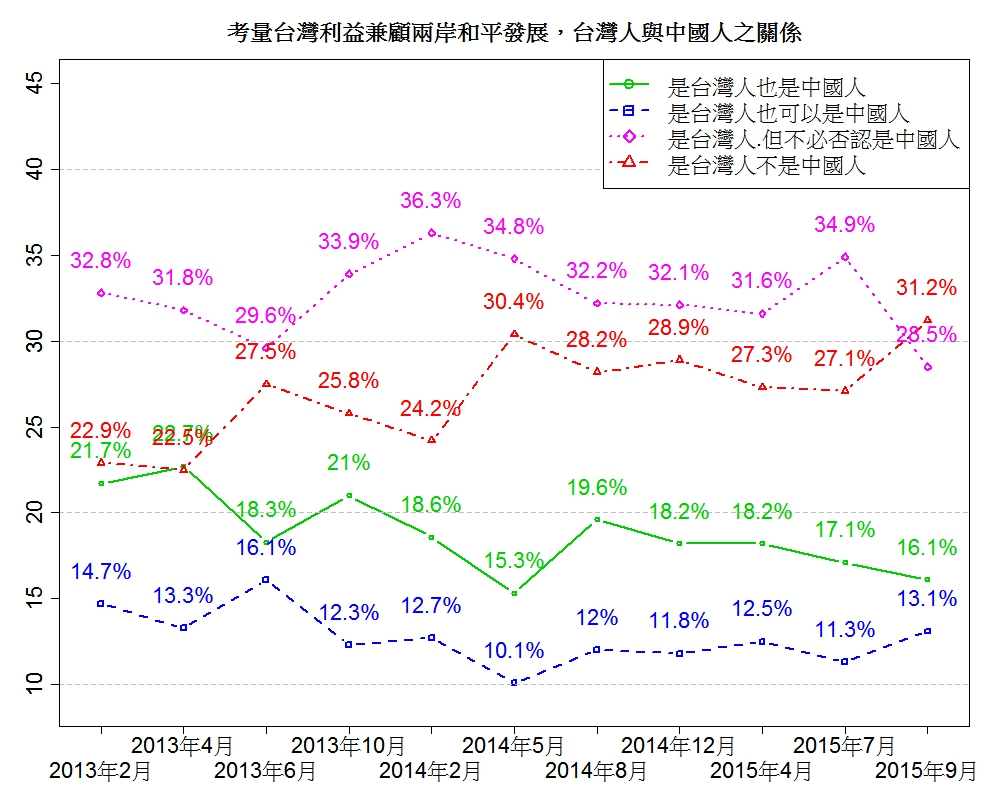 考量台灣利益兼顧兩岸和平發展，台灣人與中國人之關係
是台灣人也是中國人
是台灣人也可以是中國人
是台灣人.但不必否認是中國人
是台灣人不是中國人
45
40
35
30
25
20
15
10
32.8% 31.8% 29.6% 33.9% 36.3% 34.8% 32.2% 32.1% 31.6% 34.9% 28.5%
22.9% 22.5% 27.5% 25.8% 24.2% 30.4% 28.2% 28.9% 27.3% 27.1% 31.2%
21.7% 22.7% 18.3% 21% 18.6% 15.3% 19.6% 18.2% 18.2% 17.1% 16.1%
14.7% 13.3% 16.1% 12.3% 12.7% 10.1% 12% 11.8% 12.5% 11.3% 13.1%
2013年4月 2013年10月 2014年5月 2014年12月 2015年7月
2013年2月 2013年6月 2014年2月 2014年8月 2015年4月 2015年9月